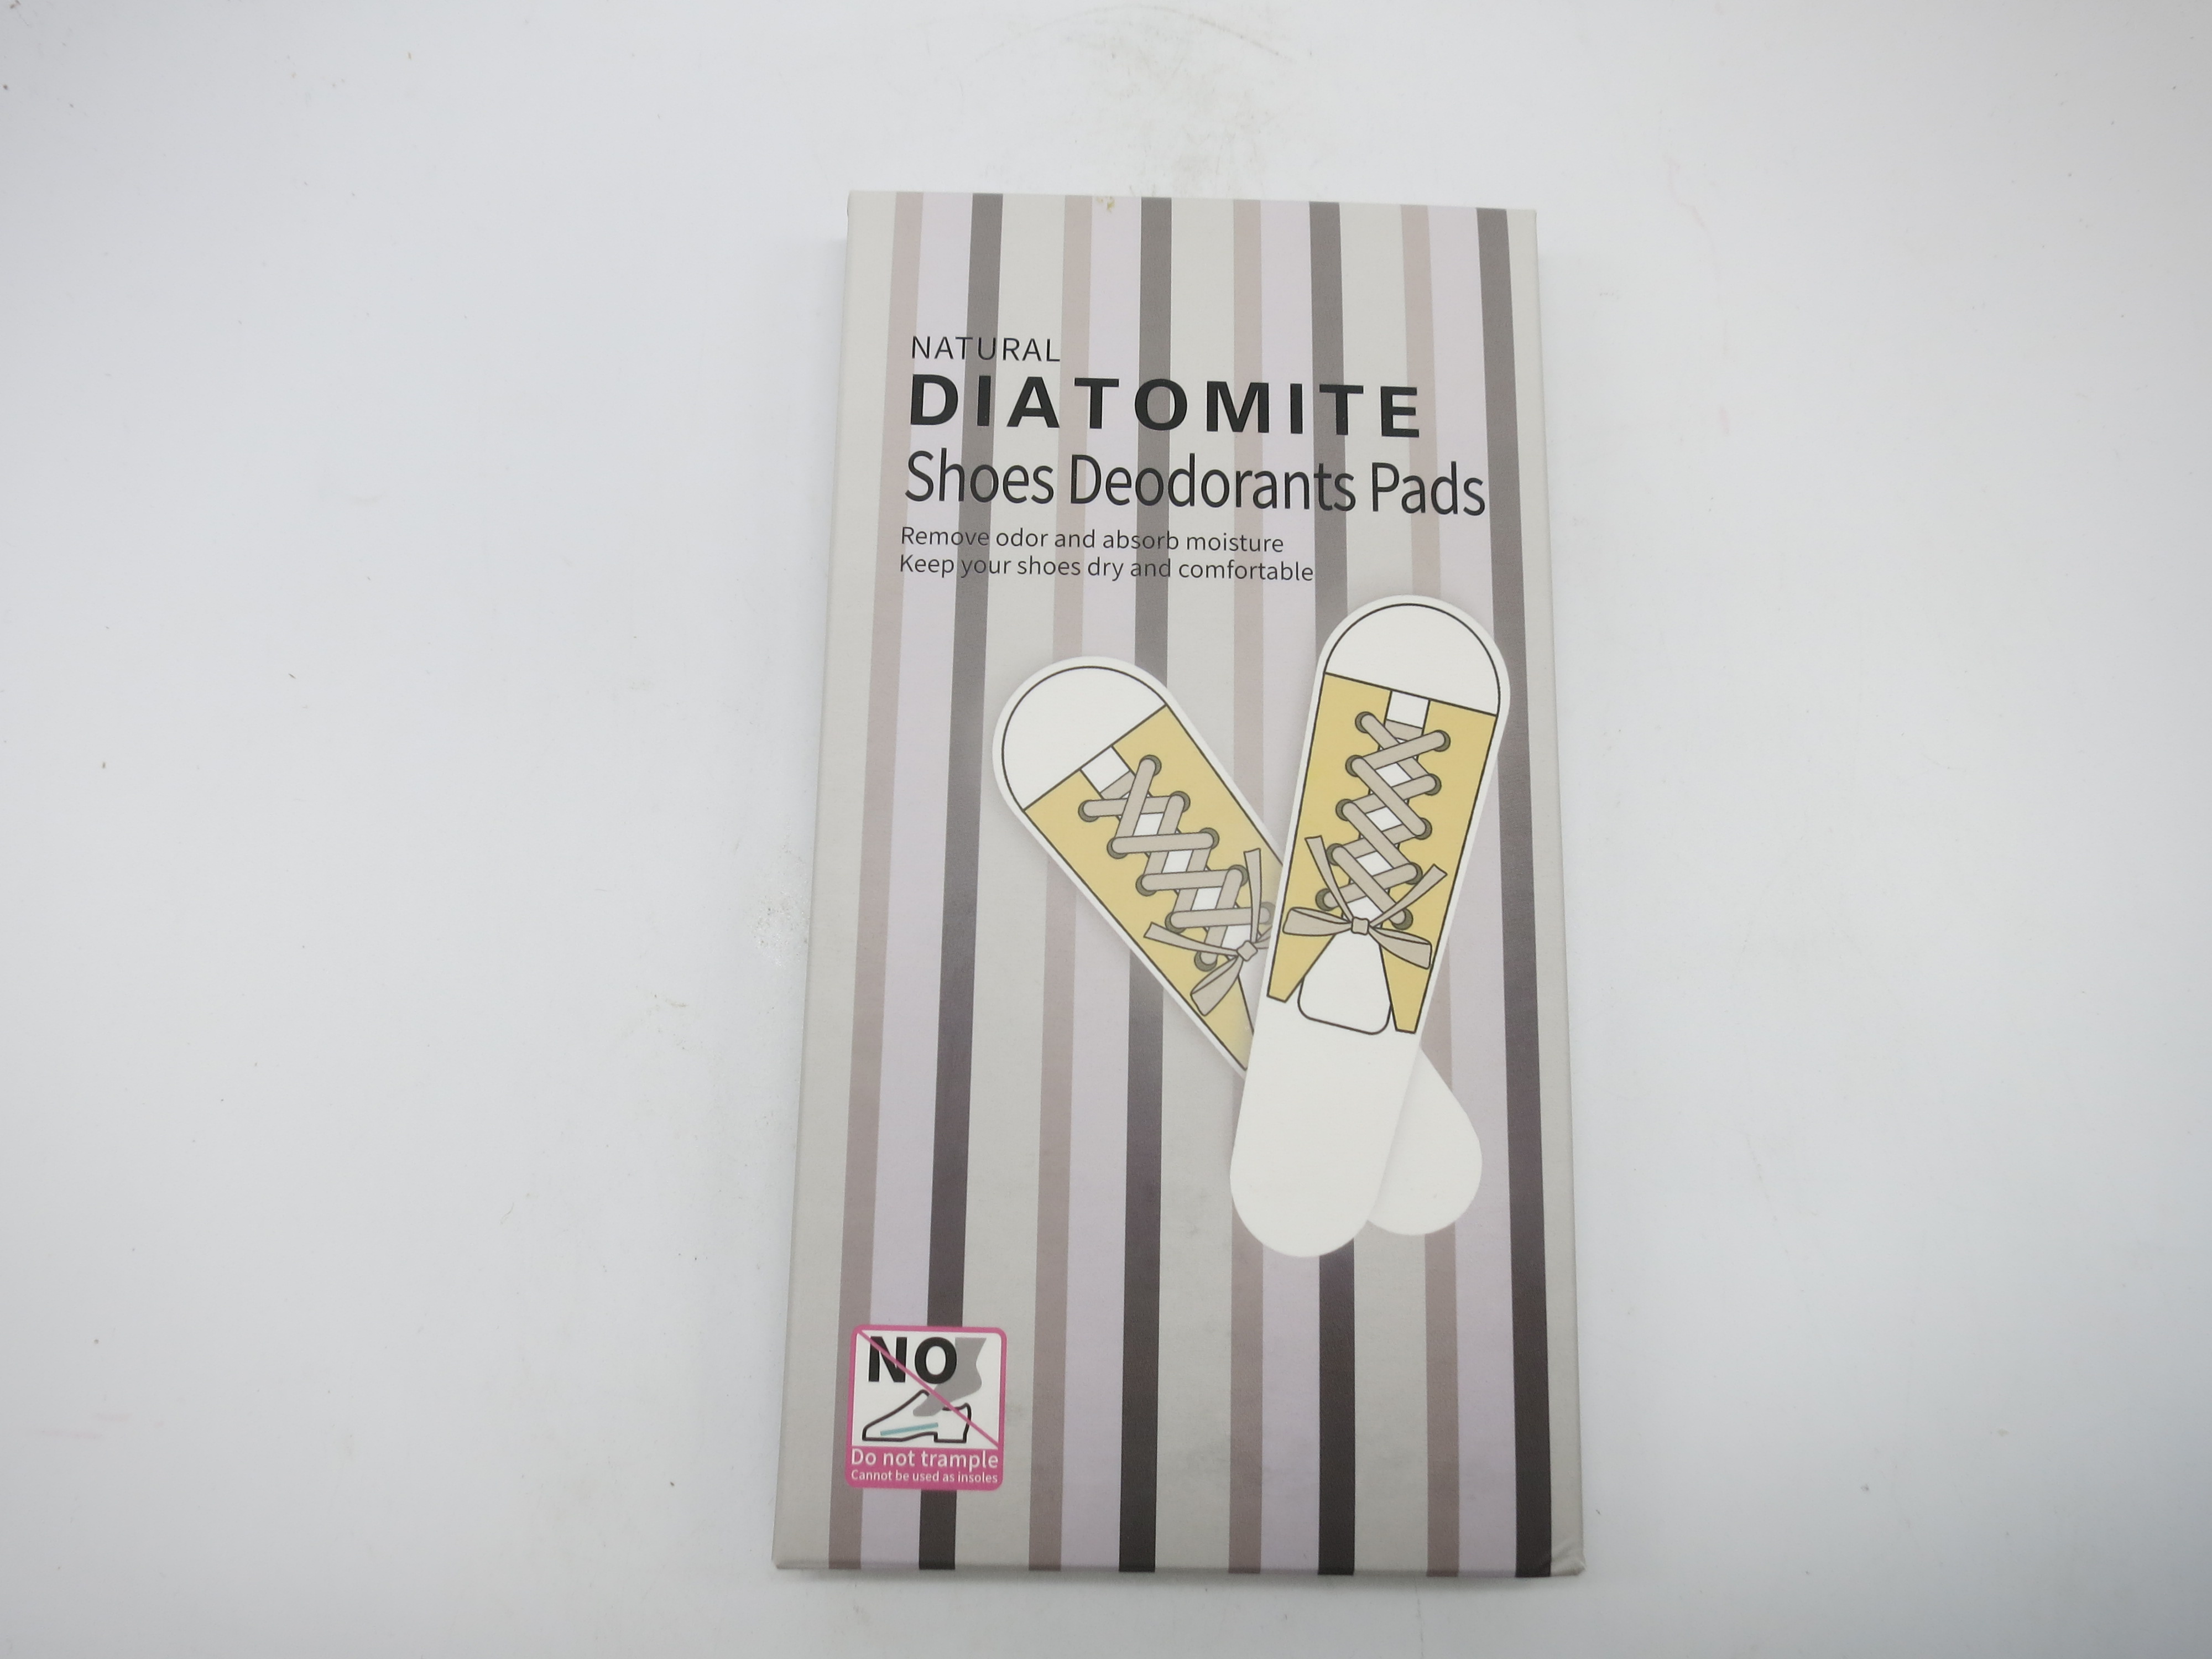 NATURAL
DIATOMITE
Shoes Deodorants Pads
Remove odor and absorb moisture
Keep your shoes dry and comfortable
NO
Do not trample
Cannot be used as insoles